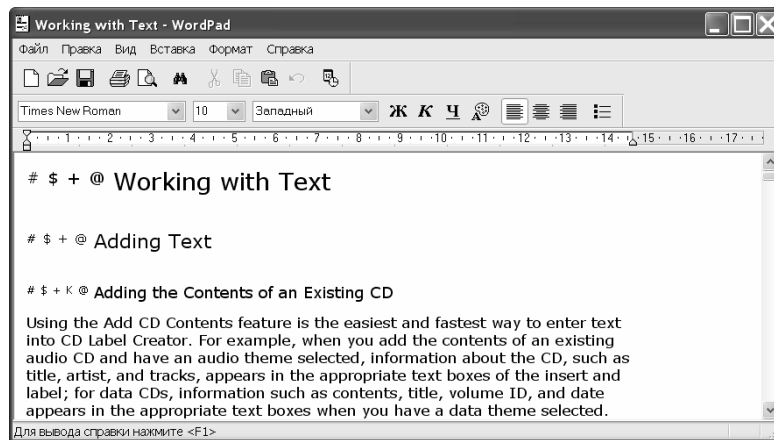 Working with Text - WordPad
Файл Правка Вид Вставка Формат Справка
Times New Roman 10 Западный Ж К Ч
1 2 3 4 5 6 7 8 9 10 11 12 13 14 15 16 17
# $ + @ Working with Text
# $ + @ Adding Text
# $ + K @ Adding the Contents of an Existing CD
Using the Add CD Contents feature is the easiest and fastest way to enter text
into CD Label Creator. For example, when you add the contents of an existing
audio CD and have an audio theme selected, information about the CD, such as
title, artist, and tracks, appears in the appropriate text boxes of the insert and
label; for data CDs, information such as contents, title, volume ID, and date
appears in the appropriate text boxes when you have a data theme selected.
Для вывода справки нажмите <F1>